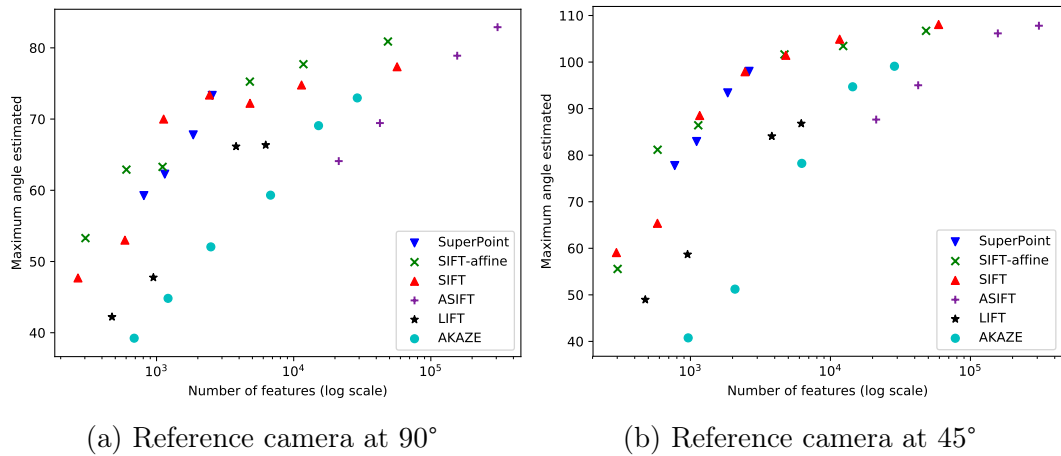 Maximum angle estimated
80
70
60
50
40
10³ 10⁴ 10⁵
Number of features (log scale)
SuperPoint
SIFT-affine
SIFT
ASIFT
LIFT
AKAZE
(a) Reference camera at 90°
Maximum angle estimated
110
100
90
80
70
60
50
40
10³ 10⁴ 10⁵
Number of features (log scale)
SuperPoint
SIFT-affine
SIFT
ASIFT
LIFT
AKAZE
(b) Reference camera at 45°